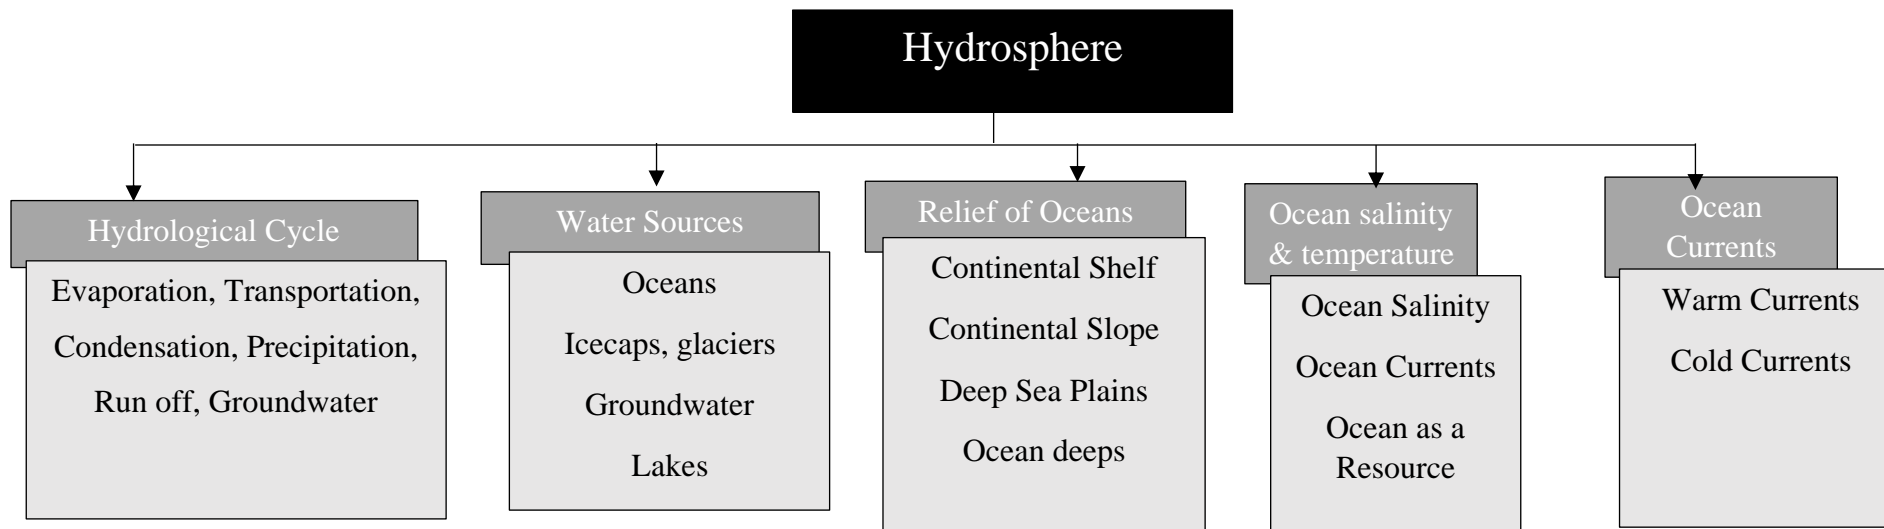 Hydrosphere
Hydrological Cycle
Evaporation, Transportation,
Condensation, Precipitation,
Run off, Groundwater
Water Sources
Oceans
Icecaps, glaciers
Groundwater
Lakes
Relief of Oceans
Continental Shelf
Continental Slope
Deep Sea Plains
Ocean deeps
Ocean salinity
& temperature
Ocean Salinity
Ocean Currents
Ocean as a
Resource
Ocean
Currents
Warm Currents
Cold Currents